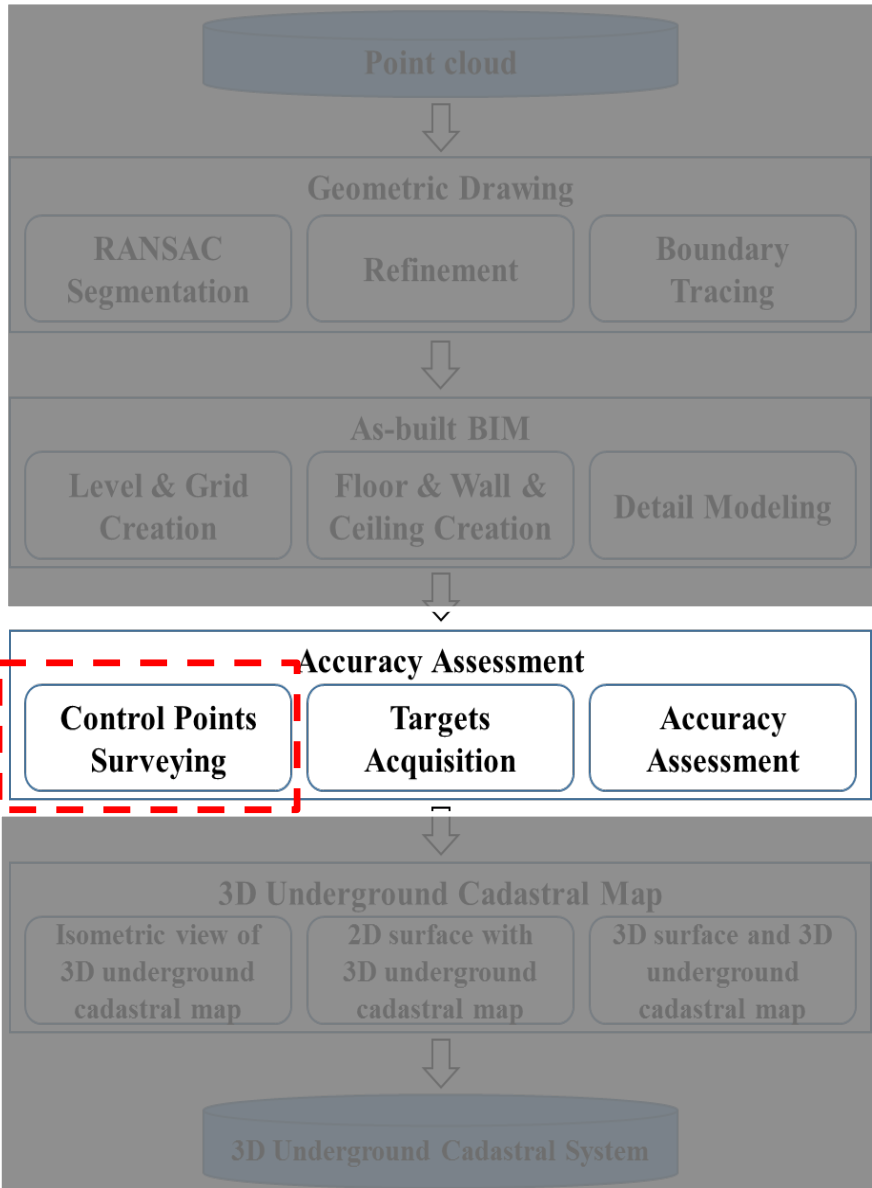 Point cloud
Geometric Drawing
RANSAC
Segmentation
Refinement
Boundary
Tracing
As-built BIM
Level & Grid
Creation
Floor & Wall &
Ceiling Creation
Detail Modeling
Accuracy Assessment
Control Points
Surveying
Targets
Acquisition
Accuracy
Assessment
3D Underground Cadastral Map
Isometric view of
3D underground
cadastral map
2D surface with
3D underground
cadastral map
3D surface and 3D
underground
cadastral map
3D Underground Cadastral System